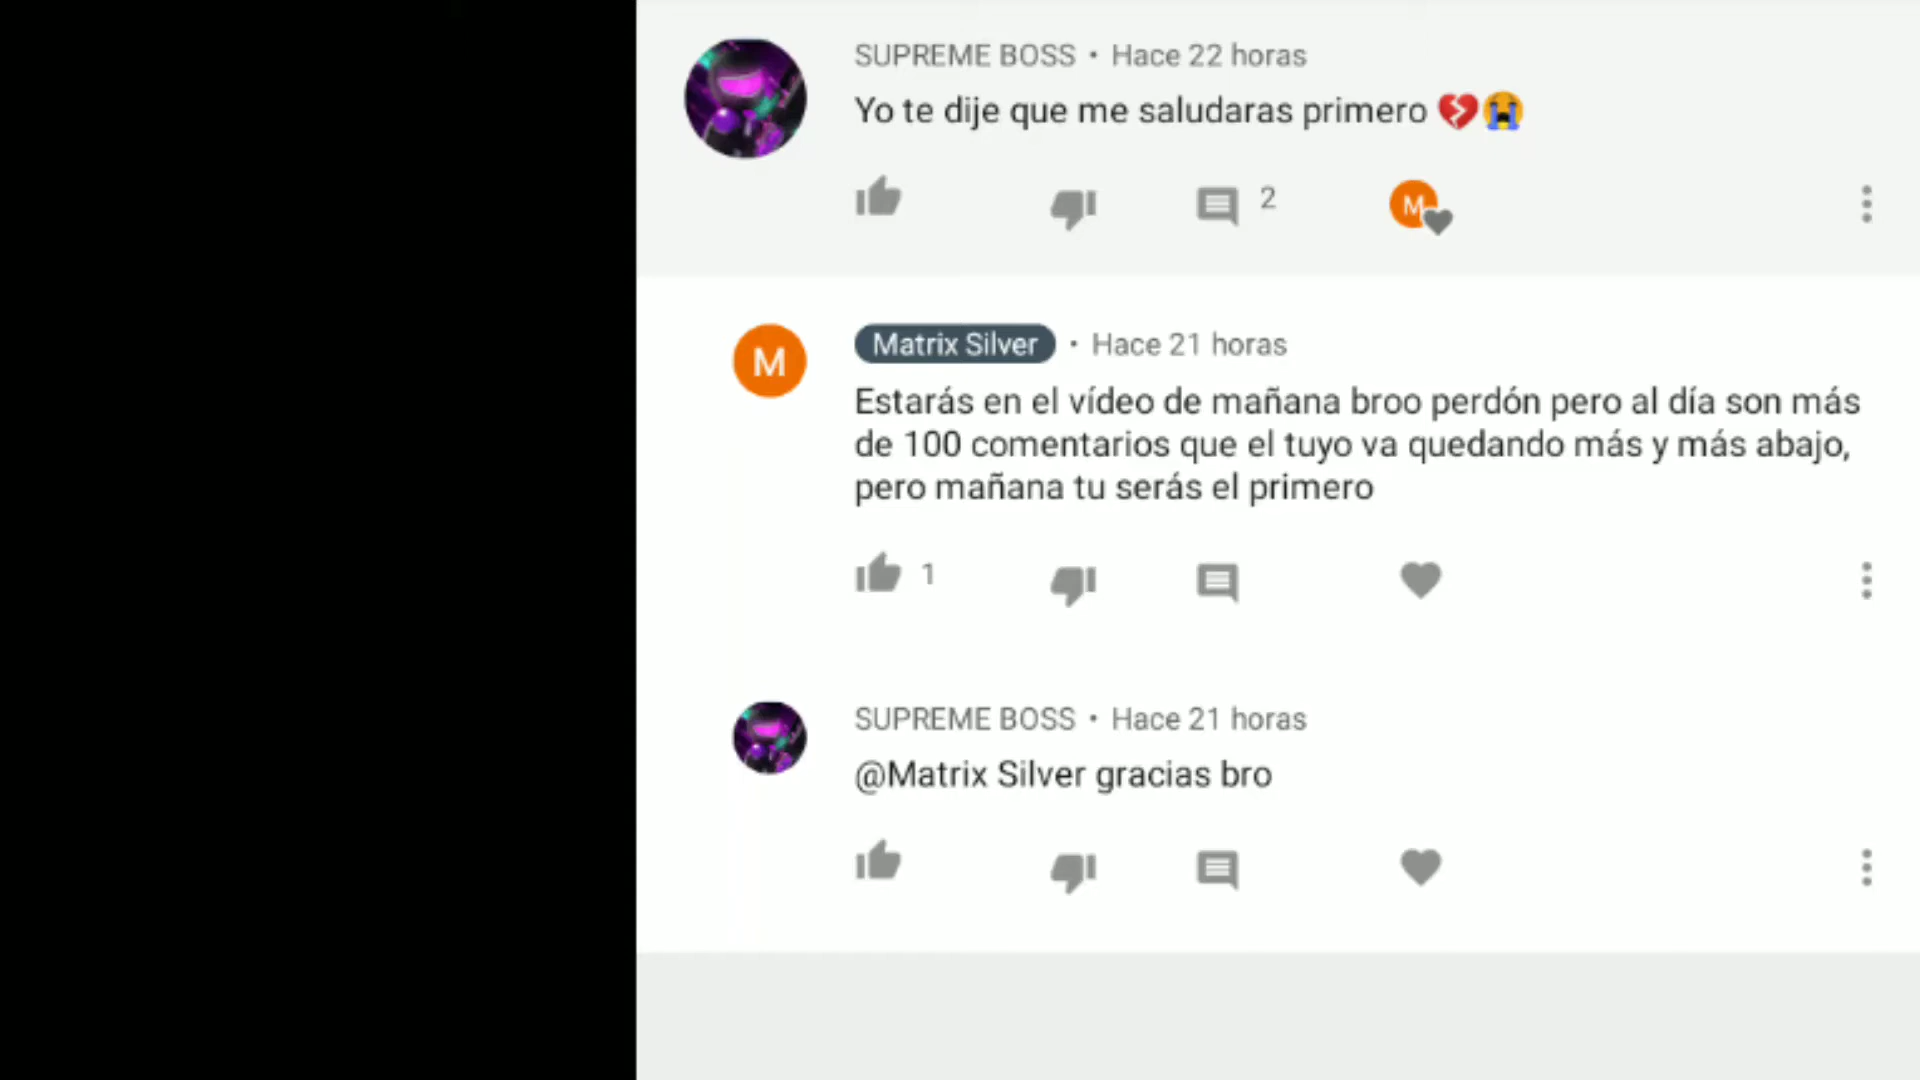 SUPREME BOSS • Hace 22 horas
Yo te dije que me saludaras primero 💔😭
2
M
M
Matrix Silver • Hace 21 horas
Estarás en el vídeo de mañana broo perdón pero al día son más
de 100 comentarios que el tuyo va quedando más y más abajo,
pero mañana tu serás el primero
1
SUPREME BOSS • Hace 21 horas
@Matrix Silver gracias bro